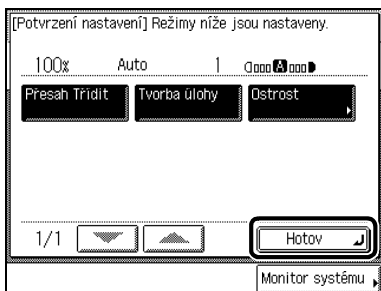 [Potvrzení nastavení] Režimy níže jsou nastaveny.
100% Auto 1 A
Přesah Třídit Tvorba úlohy Ostrost
1/1 Hotov
Monitor systému